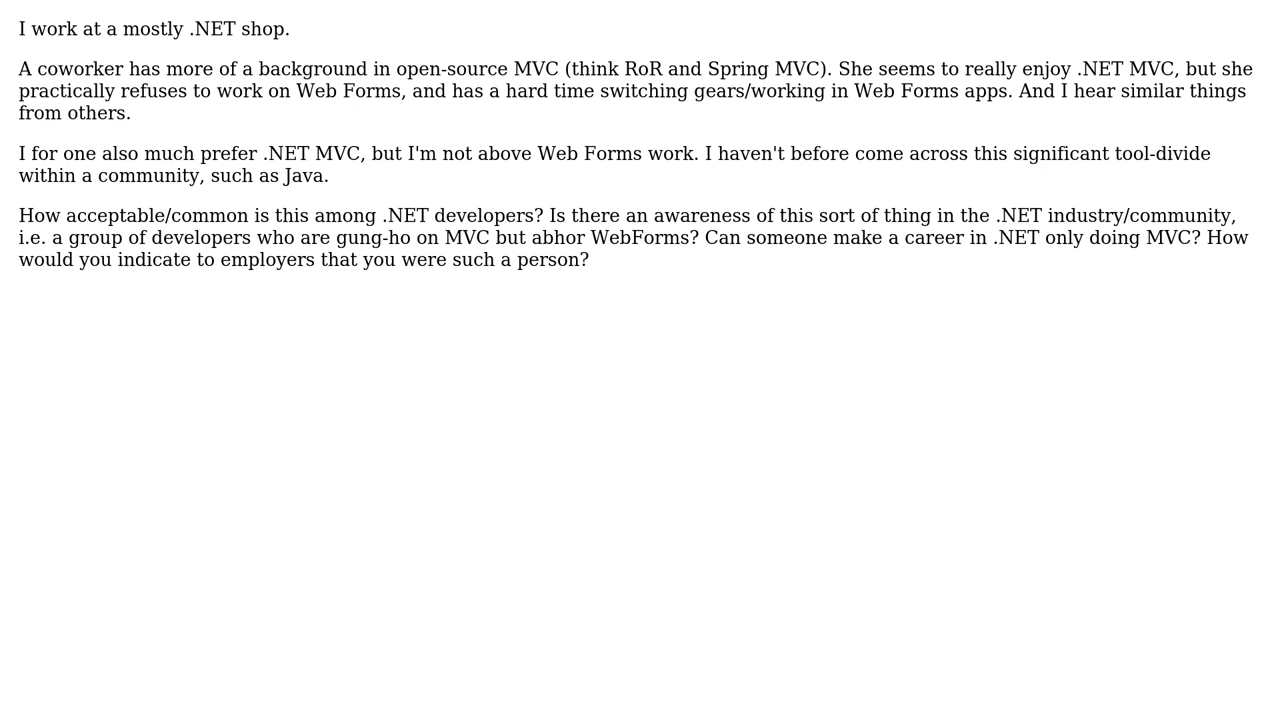 I work at a mostly .NET shop.
A coworker has more of a background in open-source MVC (think RoR and Spring MVC). She seems to really enjoy .NET MVC, but she
practically refuses to work on Web Forms, and has a hard time switching gears/working in Web Forms apps. And I hear similar things
from others.
I for one also much prefer .NET MVC, but I'm not above Web Forms work. I haven't before come across this significant tool-divide
within a community, such as Java.
How acceptable/common is this among .NET developers? Is there an awareness of this sort of thing in the .NET industry/community,
i.e. a group of developers who are gung-ho on MVC but abhor WebForms? Can someone make a career in .NET only doing MVC? How
would you indicate to employers that you were such a person?